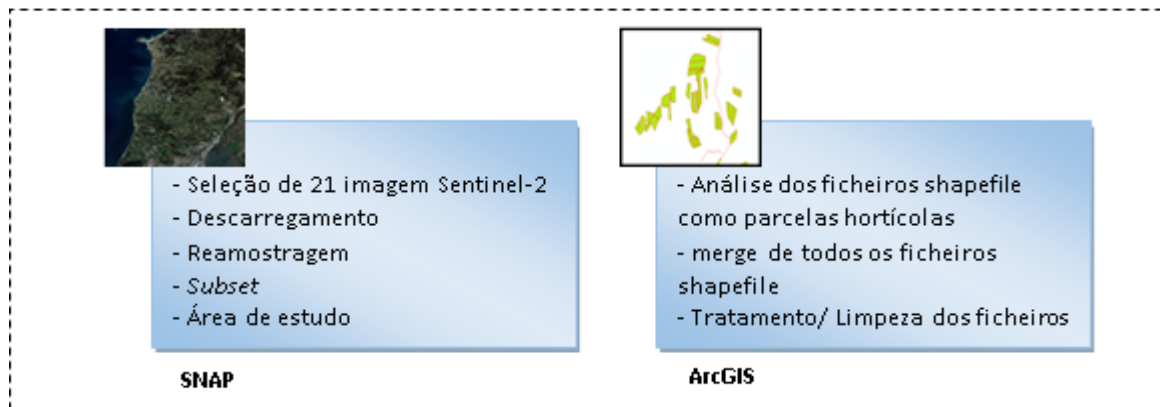 - Seleção de 21 imagem Sentinel-2
- Descarregamento
- Reamostragem
- Subset
- Área de estudo
SNAP
- Análise dos ficheiros shapefile
como parcelas hortícolas
- merge de todos os ficheiros
shapefile
- Tratamento/ Limpeza dos ficheiros
ArcGIS